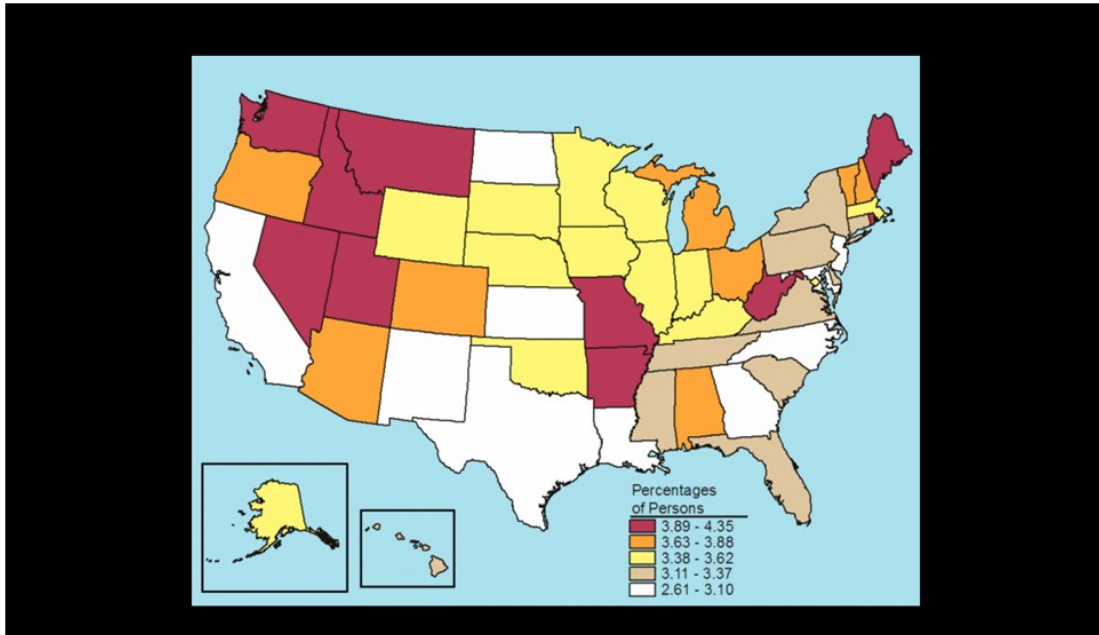 Percentages
of Persons
3.89 - 4.35
3.63 - 3.88
3.38 - 3.62
3.11 - 3.37
2.61 - 3.10